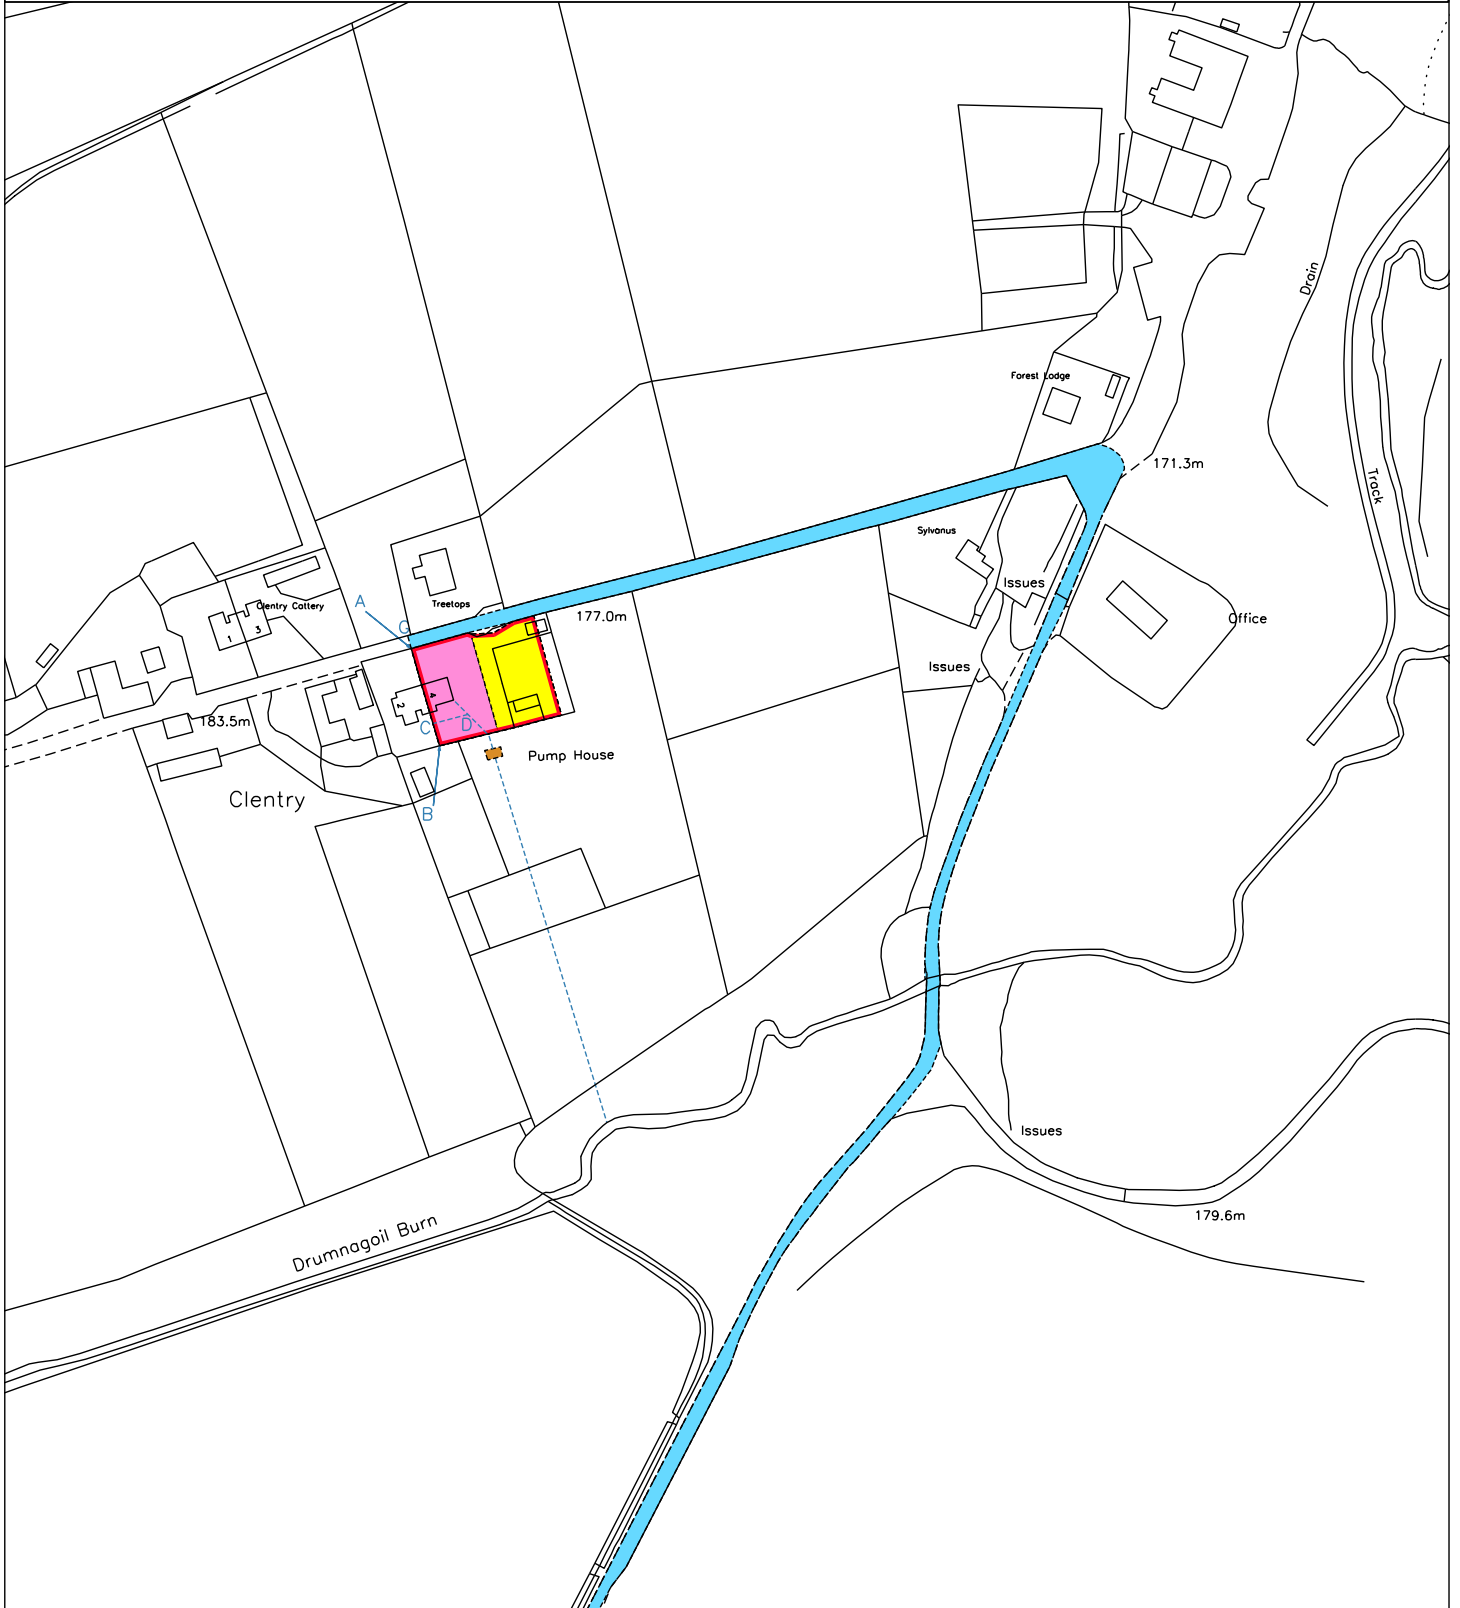 Drain
Forest Lodge
171.3m
Track
Sylvanus
Issues
A
Clentry Cattery
Treetops
G
177.0m
Office
1
3
Issues
2
4
183.5m
C
D
Pump House
Clentry
B
Issues
179.6m
Drumnagoil Burn